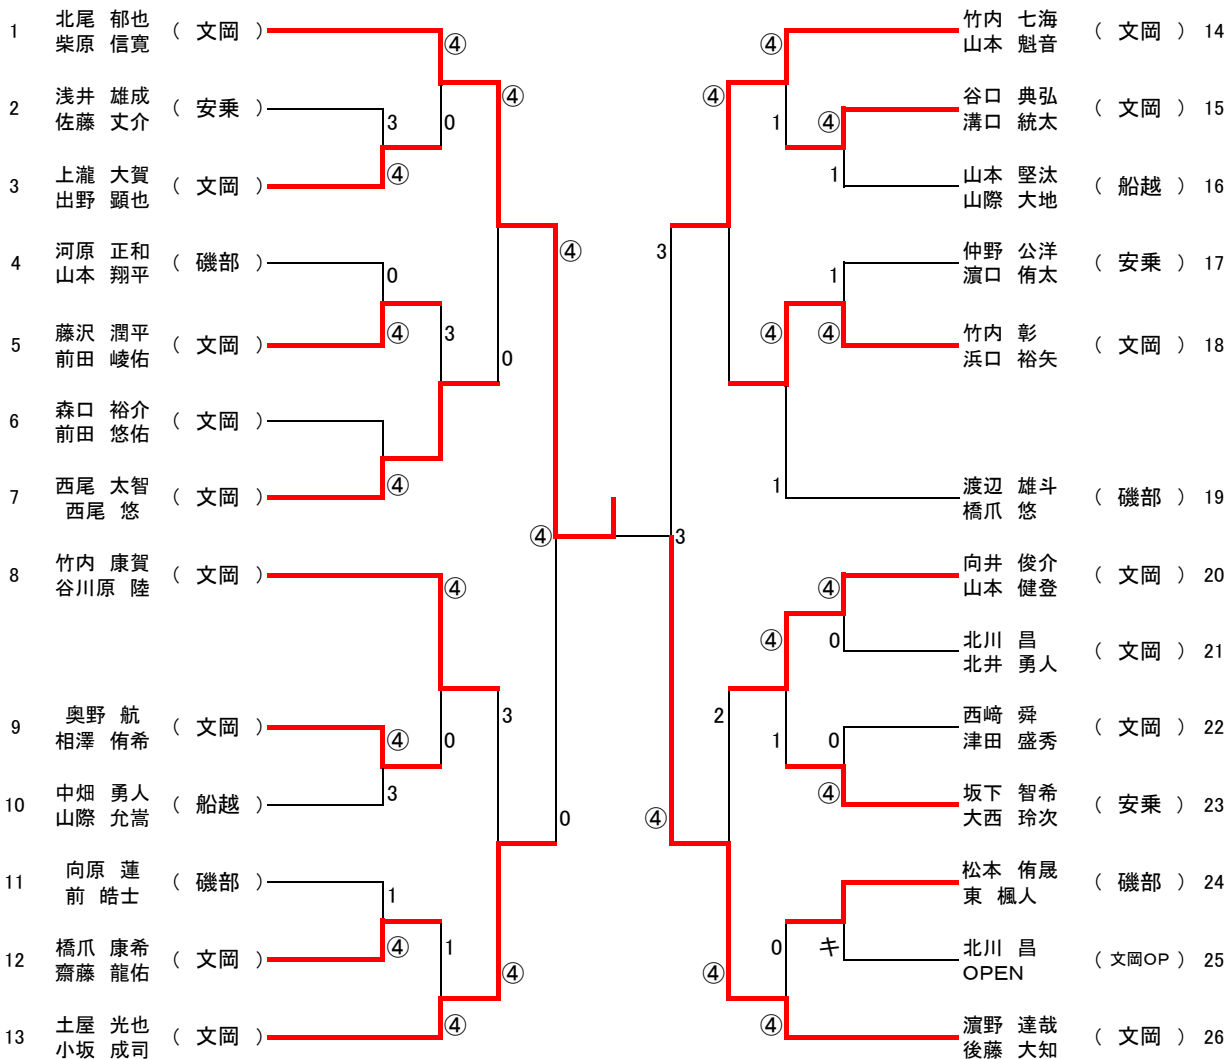 1 北尾 郁也
柴原 信寛 ( 文岡 )
④
④
2 浅井 雄成
佐藤 丈介 ( 安乗 )
3 0
3 上瀧 大賀
出野 顕也 ( 文岡 )
④
④
4 河原 正和
山本 翔平 ( 磯部 )
0
5 藤沢 潤平
前田 崚佑 ( 文岡 )
④ 3 0
6 森口 裕介
前田 悠佑 ( 文岡 )
7 西尾 太智
西尾 悠 ( 文岡 )
④
④
8 竹内 康賀
谷川原 陸 ( 文岡 )
④
3
9 奥野 航
相澤 侑希 ( 文岡 )
④ 0
10 中畑 勇人
山際 允嵩 ( 船越 )
3
0
11 向原 蓮
前 皓士 ( 磯部 )
1
12 橋爪 康希
齋藤 龍佑 ( 文岡 )
④ 1
④
13 土屋 光也
小坂 成司 ( 文岡 )
④
竹内 七海
山本 魁音 ( 文岡 ) 14
④
④
谷口 典弘
溝口 統太 ( 文岡 ) 15
1 ④
山本 堅汰
山際 大地 ( 船越 ) 16
1
3
仲野 公洋
濵口 侑太 ( 安乗 ) 17
1
竹内 彰
浜口 裕矢 ( 文岡 ) 18
④ ④
渡辺 雄斗
橋爪 悠 ( 磯部 ) 19
1
3
向井 俊介
山本 健登 ( 文岡 ) 20
④
④ 0
北川 昌
北井 勇人 ( 文岡 ) 21
2
西﨑 舜
津田 盛秀 ( 文岡 ) 22
1 0
坂下 智希
大西 玲次 ( 安乗 ) 23
④
④
松本 侑晟
東 楓人 ( 磯部 ) 24
0 キ
北川 昌
OPEN ( 文岡OP ) 25
④
濵野 達哉
後藤 大知 ( 文岡 ) 26
④